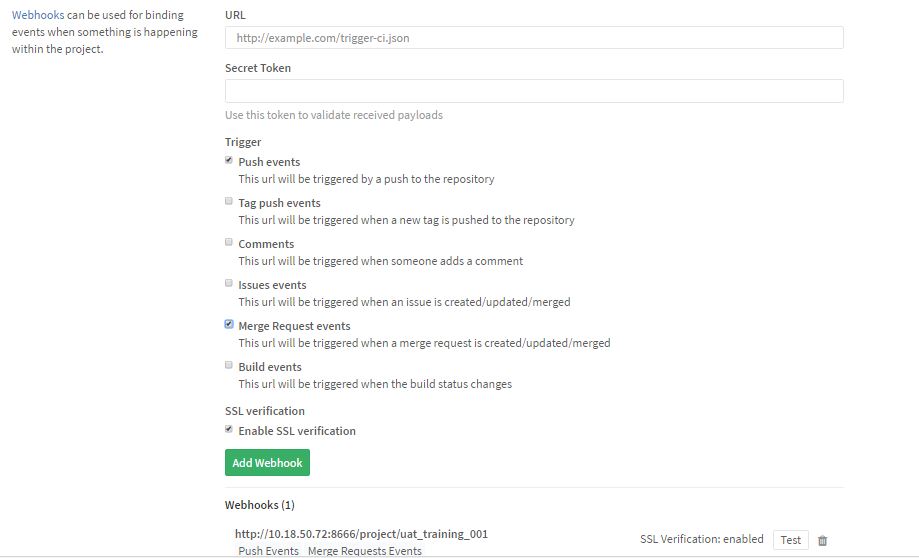 Webhooks can be used for binding
events when something is happening
within the project.
URL
http://example.com/trigger-ci.json
Secret Token
Use this token to validate received payloads
Trigger
Push events
This url will be triggered by a push to the repository
Tag push events
This url will be triggered when a new tag is pushed to the repository
Comments
This url will be triggered when someone adds a comment
Issues events
This url will be triggered when an issue is created/updated/merged
Merge Request events
This url will be triggered when a merge request is created/updated/merged
Build events
This url will be triggered when the build status changes
SSL verification
Enable SSL verification
Add Webhook
Webhooks (1)
http://10.18.50.72:8666/project/uat_training_001
Push Events Merge Requests Events
SSL Verification: enabled Test